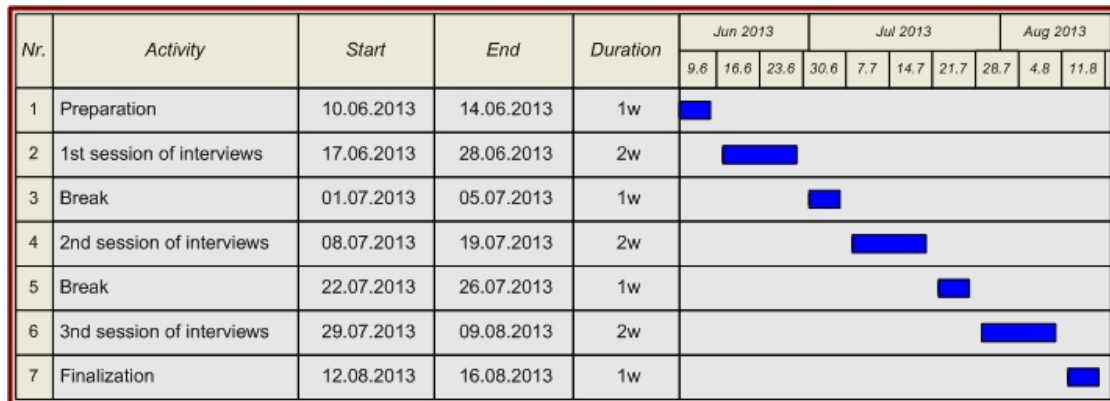 Nr. Activity Start End Duration Jun 2013 Jul 2013 Aug 2013
9.6 16.6 23.6 30.6 7.7 14.7 21.7 28.7 4.8 11.8
1 Preparation 10.06.2013 14.06.2013 1w
2 1st session of interviews 17.06.2013 28.06.2013 2w
3 Break 01.07.2013 05.07.2013 1w
4 2nd session of interviews 08.07.2013 19.07.2013 2w
5 Break 22.07.2013 26.07.2013 1w
6 3nd session of interviews 29.07.2013 09.08.2013 2w
7 Finalization 12.08.2013 16.08.2013 1w